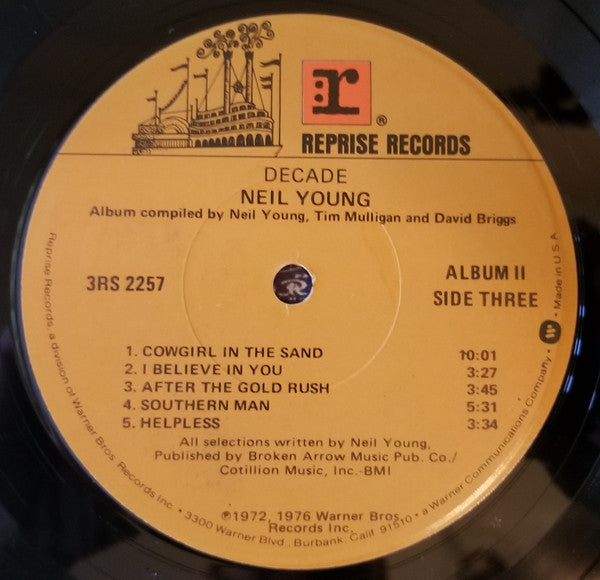 r
®
REPRISE RECORDS
DECADE
NEIL YOUNG
Album compiled by Neil Young, Tim Mulligan and David Briggs
3RS 2257
ALBUM II
SIDE THREE
1. COWGIRL IN THE SAND 10:01
2. I BELIEVE IN YOU 3:27
3. AFTER THE GOLD RUSH 3:45
4. SOUTHERN MAN 5:31
5. HELPLESS 3:34
All selections written by Neil Young,
Published by Broken Arrow Music Pub. Co./
Cotillion Music, Inc.-BMI
℗1972, 1976 Warner Bros.
Records Inc.
Reprise Records, a division of Warner Bros. Records Inc. • 3300 Warner Blvd., Burbank, Calif. 91510 • a Warner Communications Company • Made in U.S.A.